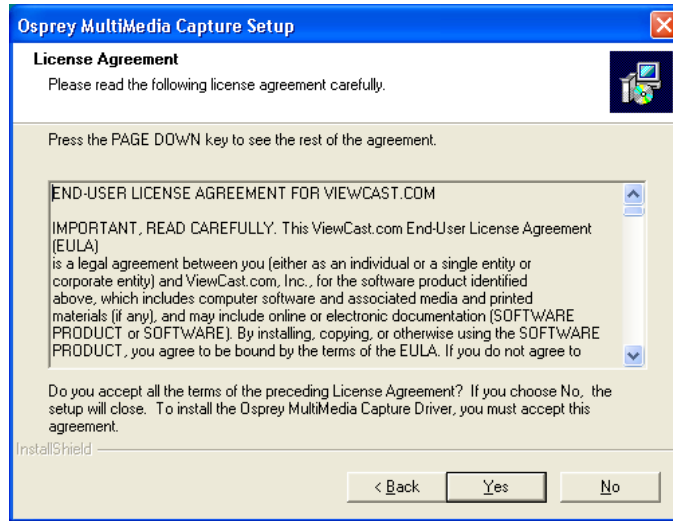 Osprey MultiMedia Capture Setup
License Agreement
Please read the following license agreement carefully.
Press the PAGE DOWN key to see the rest of the agreement.
END-USER LICENSE AGREEMENT FOR VIEWCAST.COM
IMPORTANT, READ CAREFULLY. This ViewCast.com End-User License Agreement
(EULA)
is a legal agreement between you (either as an individual or a single entity or
corporate entity) and ViewCast.com, Inc., for the software product identified
above, which includes computer software and associated media and printed
materials (if any), and may include online or electronic documentation (SOFTWARE
PRODUCT or SOFTWARE). By installing, copying, or otherwise using the SOFTWARE
PRODUCT, you agree to be bound by the terms of the EULA. If you do not agree to
Do you accept all the terms of the preceding License Agreement? If you choose No, the
setup will close. To install the Osprey MultiMedia Capture Driver, you must accept this
agreement.
InstallShield
< Back
Yes
No